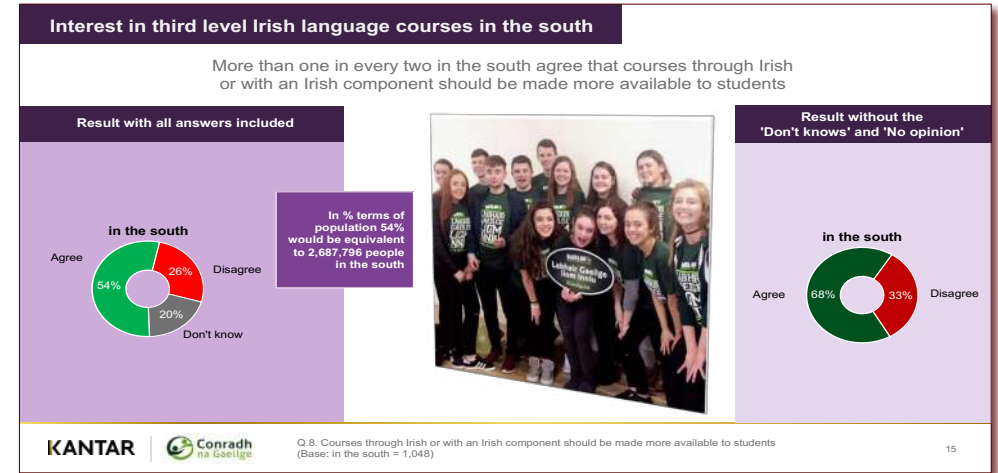 Interest in third level Irish language courses in the south
More than one in every two in the south agree that courses through Irish
or with an Irish component should be made more available to students
Result with all answers included
in the south
Agree
54%
26%
Disagree
20%
Don't know
In % terms of
population 54%
would be equivalent
to 2,687,796 people
in the south
Labhair Gaeilge
liom inniu
Result without the
'Don't knows' and 'No opinion'
in the south
Agree
68%
33%
Disagree
KANTAR
Conradh
na Gaeilge
Q.8. Courses through Irish or with an Irish component should be made more available to students
(Base: in the south = 1,048)
15